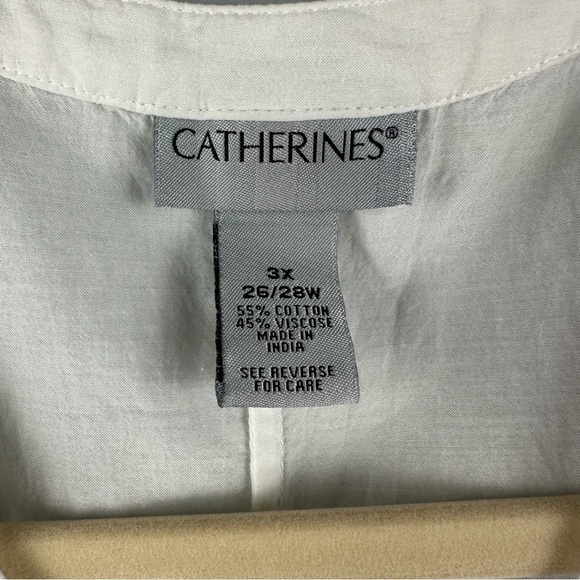 CATHERINES®
3X
26/28W
55% COTTON
45% VISCOSE
MADE IN
INDIA
SEE REVERSE
FOR CARE